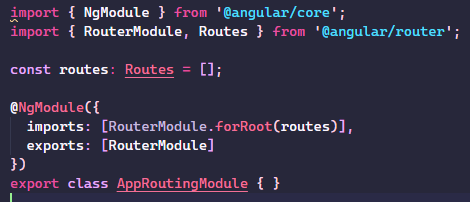 import { NgModule } from '@angular/core';
import { RouterModule, Routes } from '@angular/router';
const routes: Routes = [];
@NgModule({
imports: [RouterModule.forRoot(routes)],
exports: [RouterModule]
})
export class AppRoutingModule { }